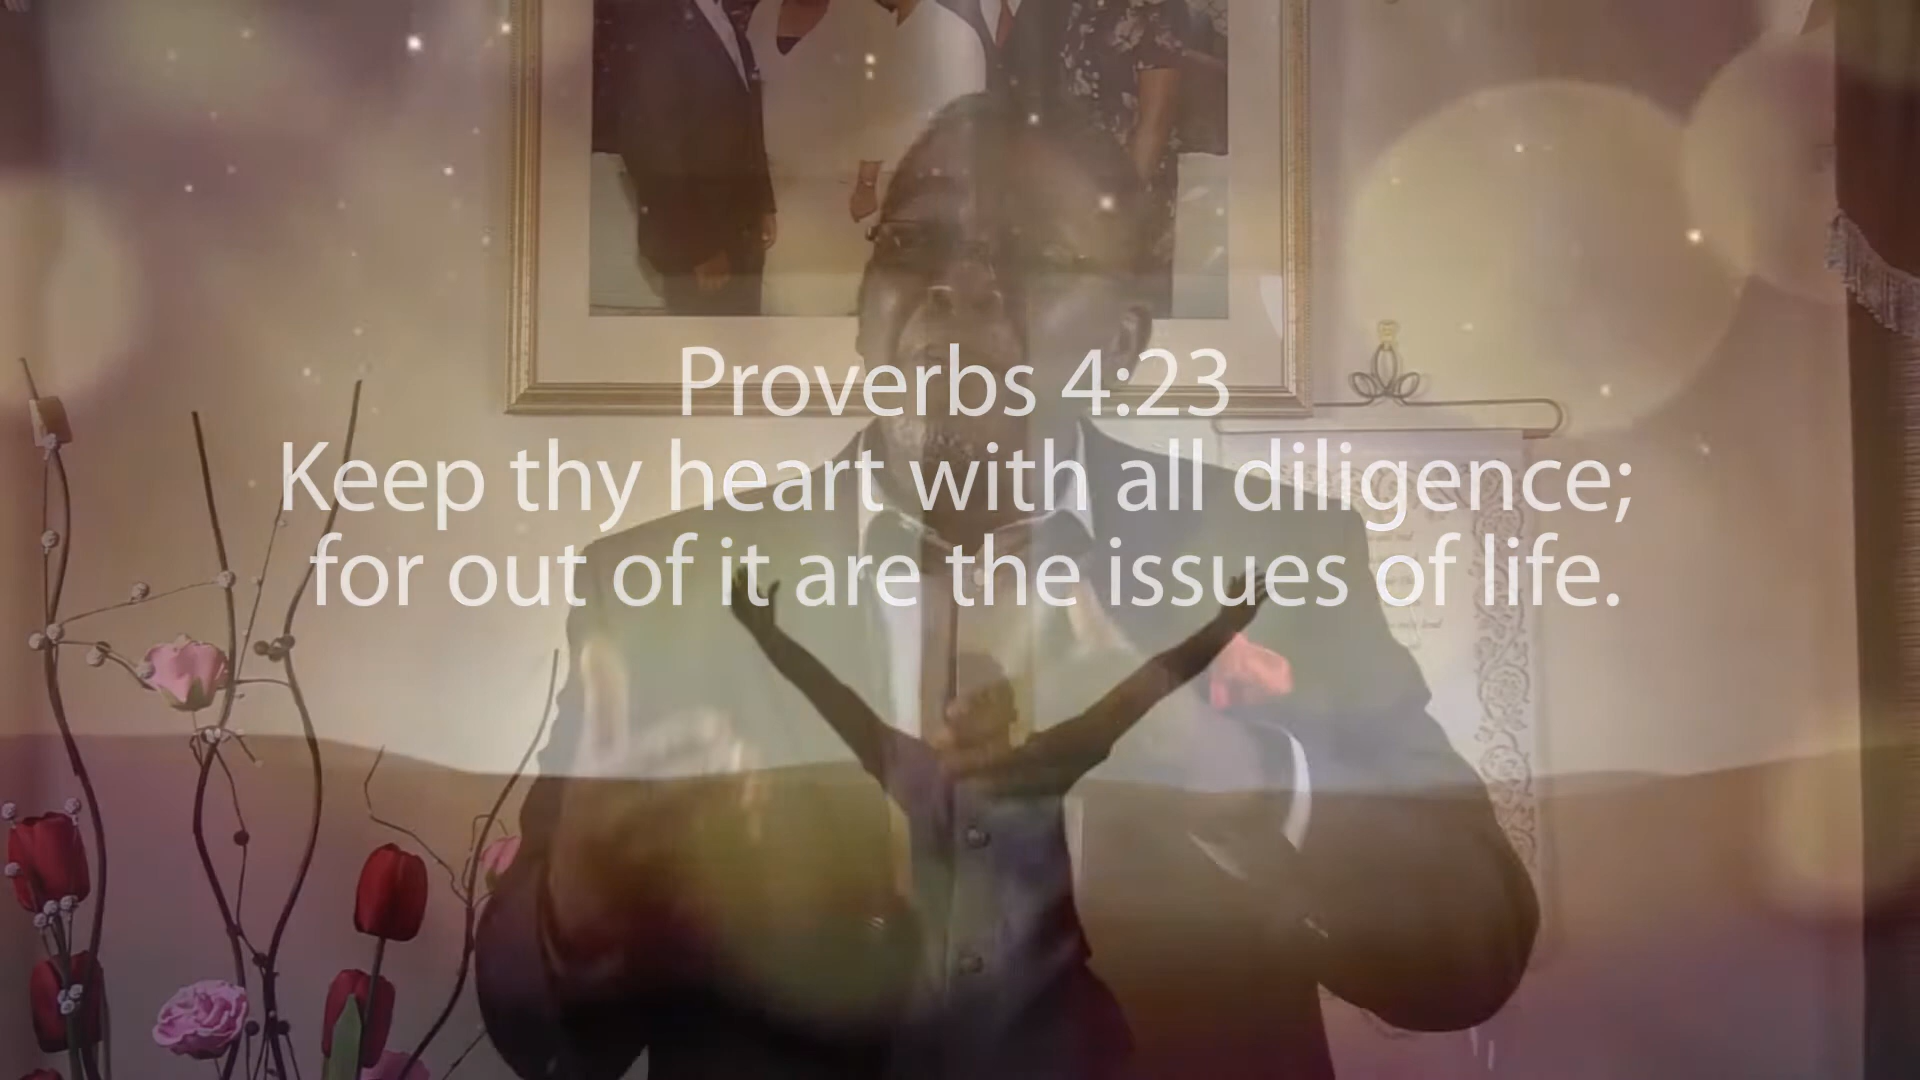 Proverbs 4:23
Keep thy heart with all diligence;
for out of it are the issues of life.